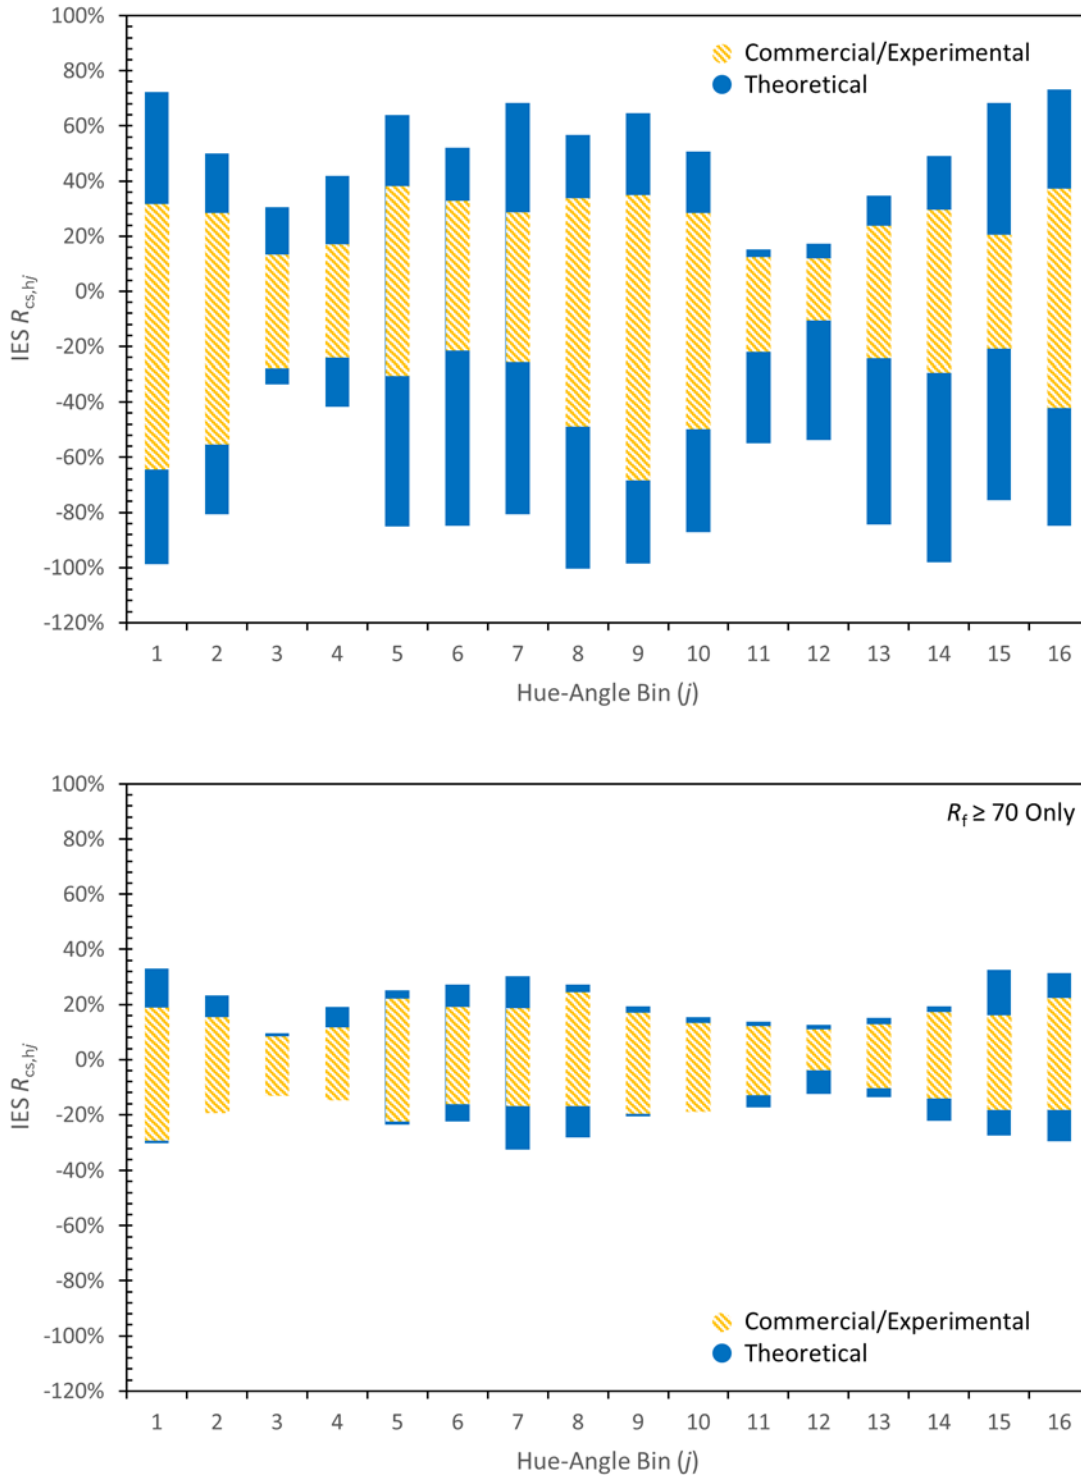 100%
80%
60%
40%
20%
0%
-20%
-40%
-60%
-80%
-100%
-120%
IES Rcs,hj
Commercial/Experimental
Theoretical
1 2 3 4 5 6 7 8 9 10 11 12 13 14 15 16
Hue-Angle Bin (j)
100%
80%
60%
40%
20%
0%
-20%
-40%
-60%
-80%
-100%
-120%
IES Rcs,hj
Rf ≥ 70 Only
Commercial/Experimental
Theoretical
1 2 3 4 5 6 7 8 9 10 11 12 13 14 15 16
Hue-Angle Bin (j)